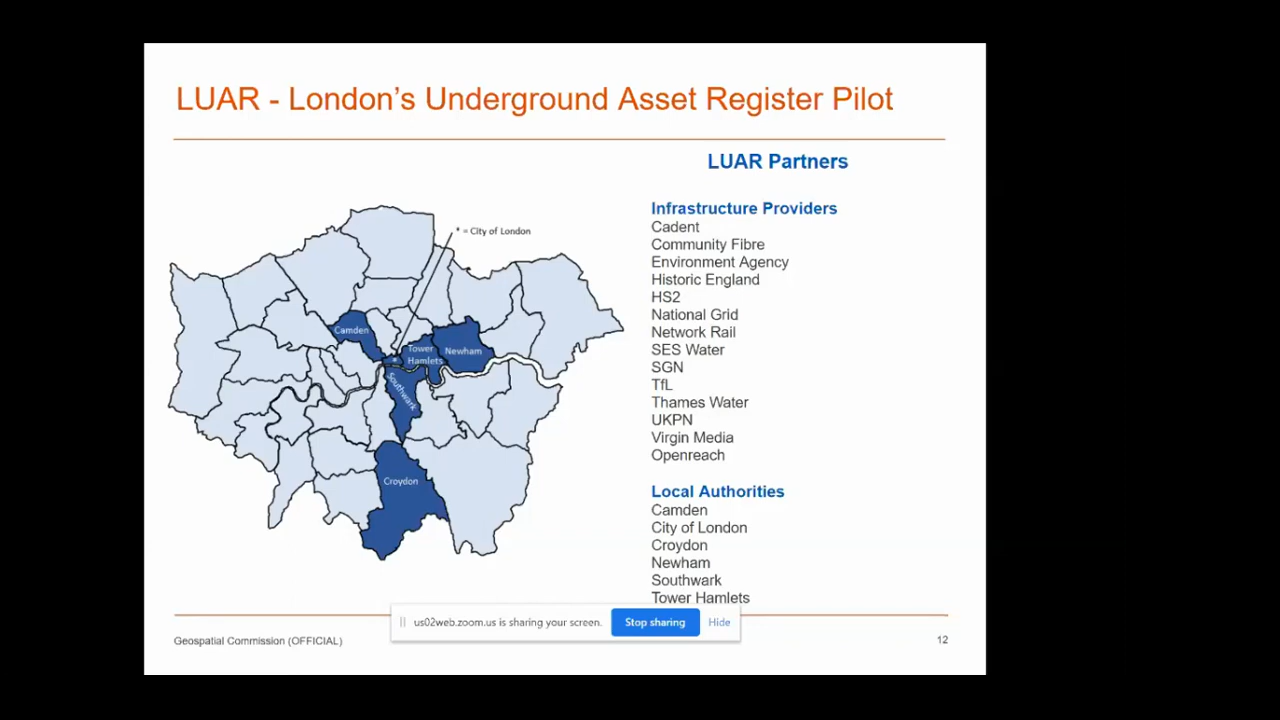 LUAR - London's Underground Asset Register Pilot
LUAR Partners
* = City of London
Camden
Tower
Hamlets
Newham
*
Southwark
Croydon
Infrastructure Providers
Cadent
Community Fibre
Environment Agency
Historic England
HS2
National Grid
Network Rail
SES Water
SGN
TfL
Thames Water
UKPN
Virgin Media
Openreach
Local Authorities
Camden
City of London
Croydon
Newham
Southwark
Tower Hamlets
us02web.zoom.us is sharing your screen.
Stop sharing
Hide
Geospatial Commission (OFFICIAL)
12